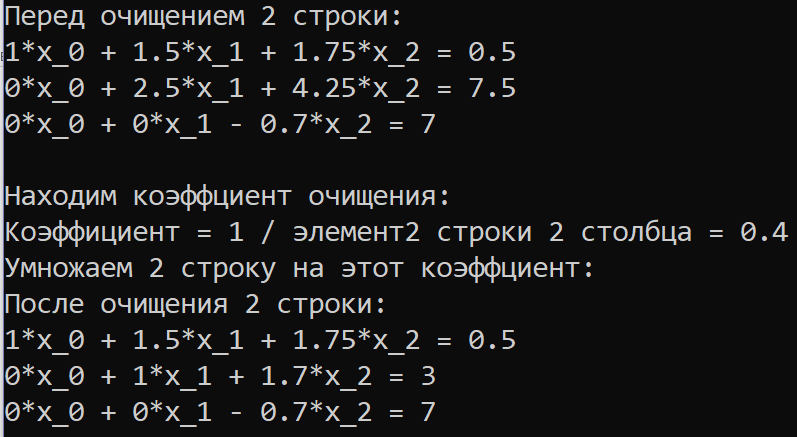 Перед очищением 2 строки:
1*x_0 + 1.5*x_1 + 1.75*x_2 = 0.5
0*x_0 + 2.5*x_1 + 4.25*x_2 = 7.5
0*x_0 + 0*x_1 - 0.7*x_2 = 7
Находим коэффциент очищения:
Коэффициент = 1 / элемент2 строки 2 столбца = 0.4
Умножаем 2 строку на этот коэффциент:
После очищения 2 строки:
1*x_0 + 1.5*x_1 + 1.75*x_2 = 0.5
0*x_0 + 1*x_1 + 1.7*x_2 = 3
0*x_0 + 0*x_1 - 0.7*x_2 = 7